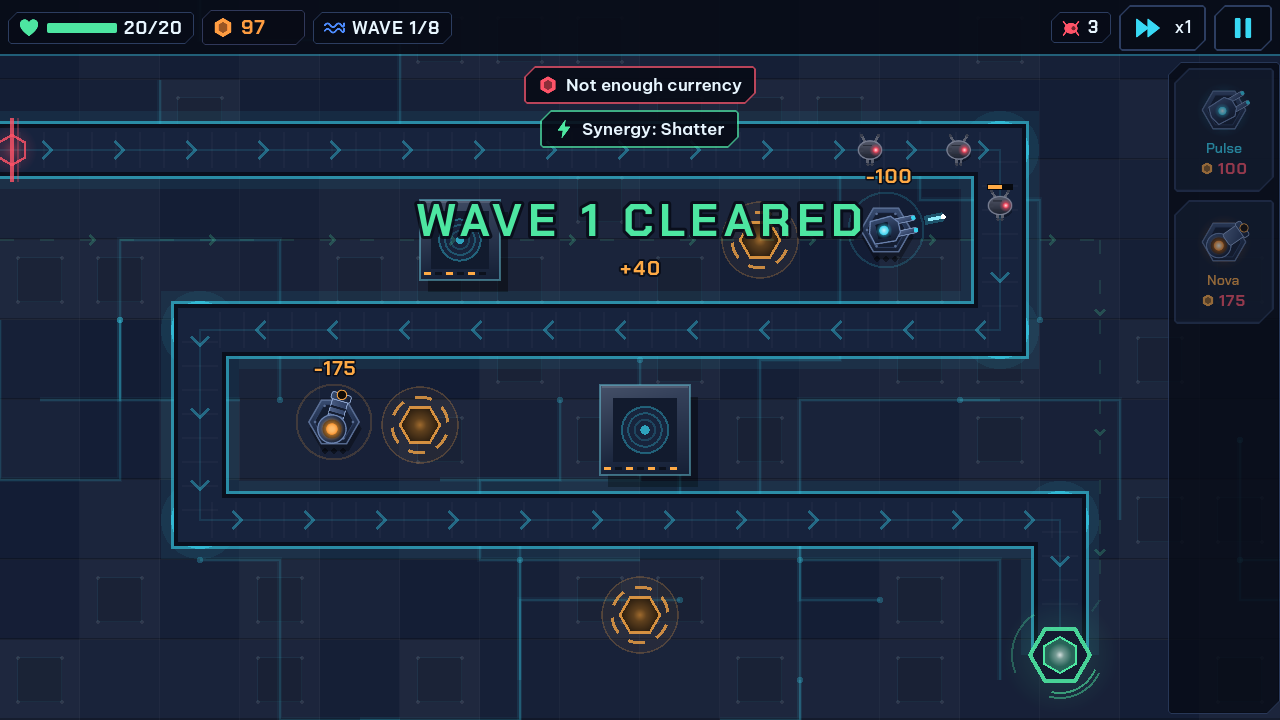 20/20
97
WAVE 1/8
3
x1
Not enough currency
Synergy: Shatter
-100
WAVE 1 CLEARED
+40
-175
Pulse
100
Nova
175